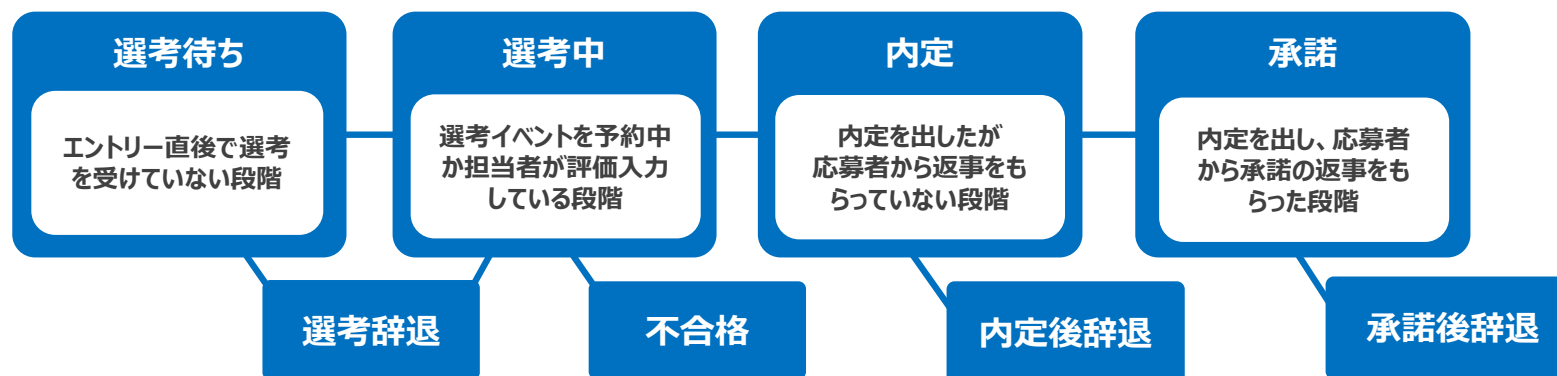 選考待ち
エントリー直後で選考
を受けていない段階
選考中
選考イベントを予約中
か担当者が評価入力
している段階
内定
内定を出したが
応募者から返事をも
らっていない段階
承諾
内定を出し、応募者
から承諾の返事をも
らった段階
選考辞退
不合格
内定後辞退
承諾後辞退